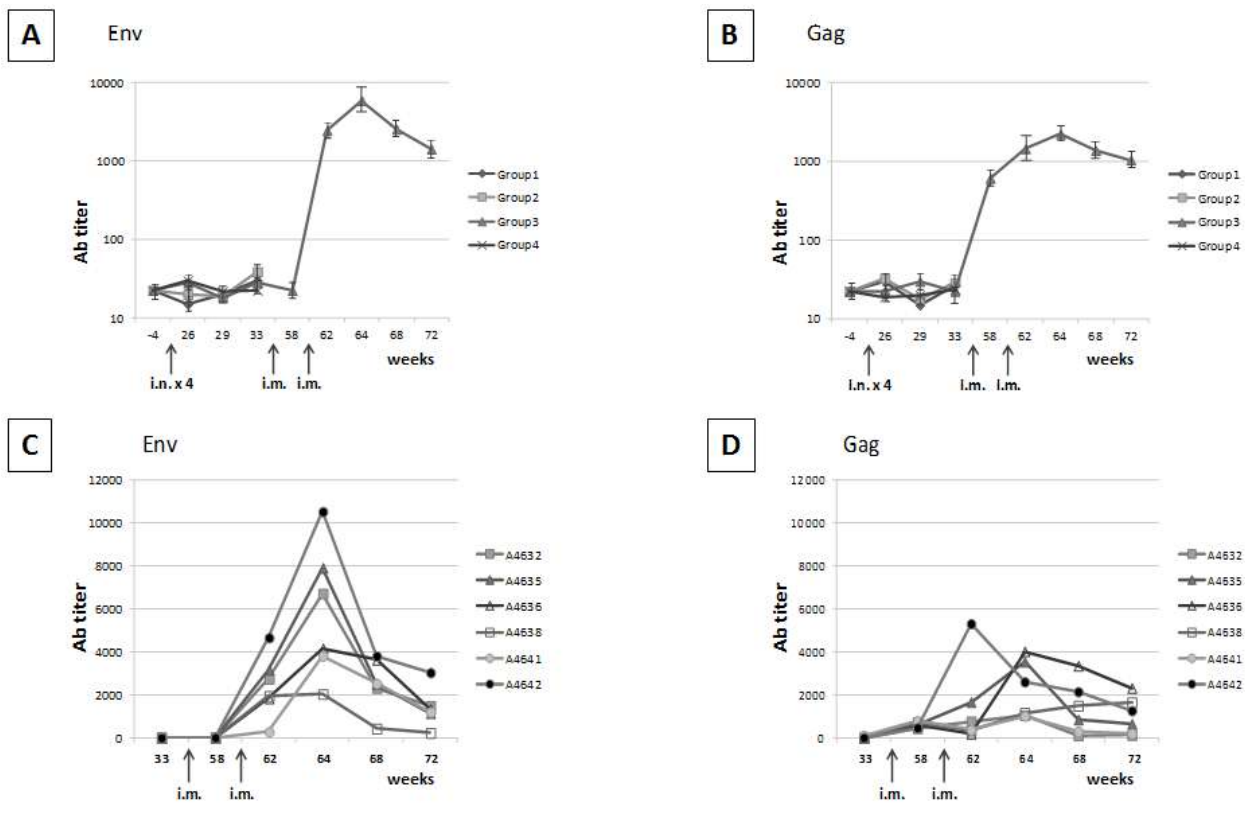 A
Env
10000
1000
100
10
Ab titer
-4 26 29 33 58 62 64 68 72
weeks
i.n. x 4
i.m.
i.m.
Group1
Group2
Group3
Group4
B
Gag
10000
1000
100
10
Ab titer
-4 26 29 33 58 62 64 68 72
weeks
i.n. x 4
i.m.
i.m.
Group1
Group2
Group3
Group4
C
Env
12000
10000
8000
6000
4000
2000
0
Ab titer
33 58 62 64 68 72
weeks
i.m.
i.m.
A4632
A4635
A4636
A4638
A4641
A4642
D
Gag
12000
10000
8000
6000
4000
2000
0
Ab titer
33 58 62 64 68 72
weeks
i.m.
i.m.
A4632
A4635
A4636
A4638
A4641
A4642